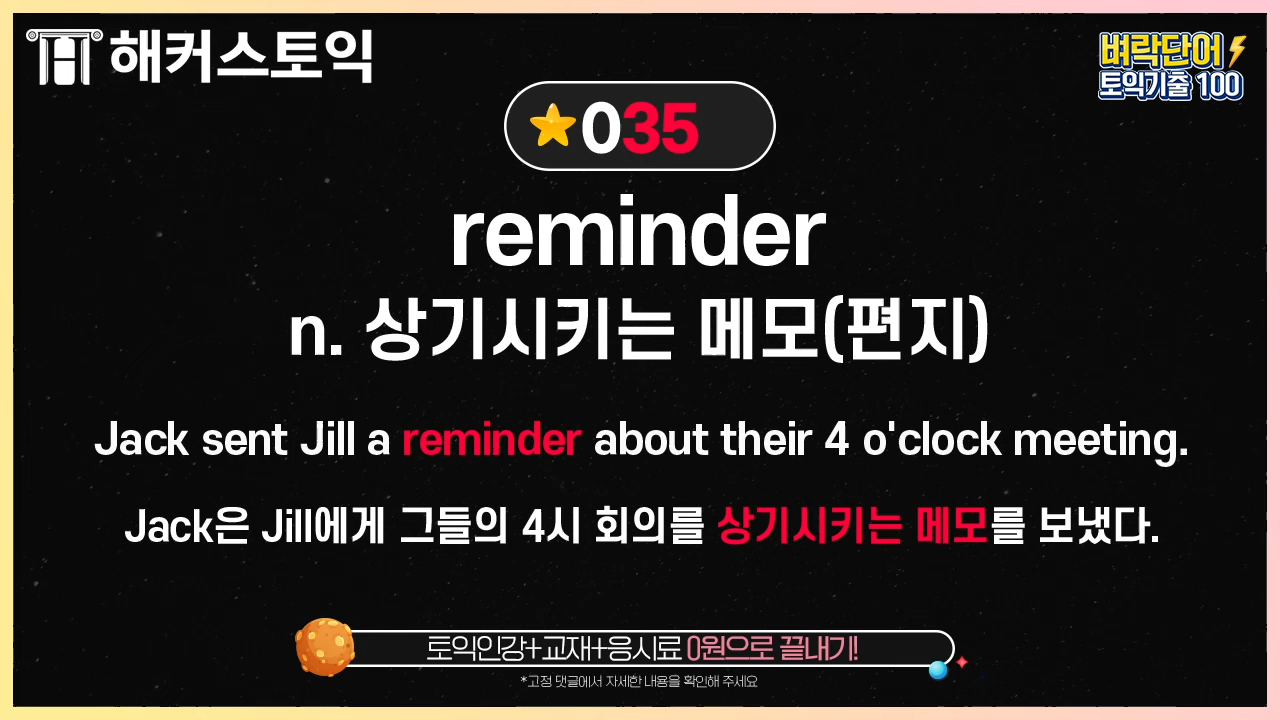 해커스토익
벼락단어
토익기출 100
035
reminder
n. 상기시키는 메모(편지)
Jack sent Jill a reminder about their 4 o'clock meeting.
Jack은 Jill에게 그들의 4시 회의를 상기시키는 메모를 보냈다.
토익인강+교재+응시료 0원으로 끝내기!
*고정 댓글에서 자세한 내용을 확인해 주세요